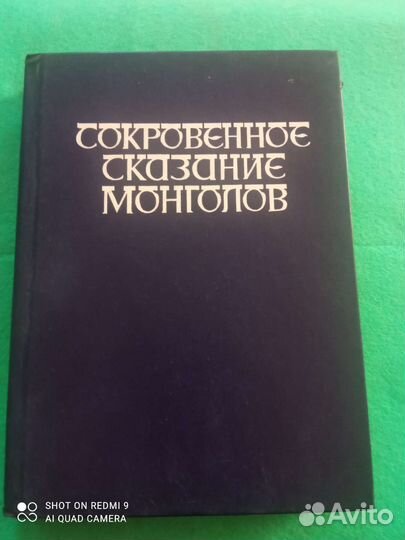 СОКРОВЕННОЕ
СКАЗАНИЕ
МОНГОЛОВ
SHOT ON REDMI 9
AI QUAD CAMERA
Avito